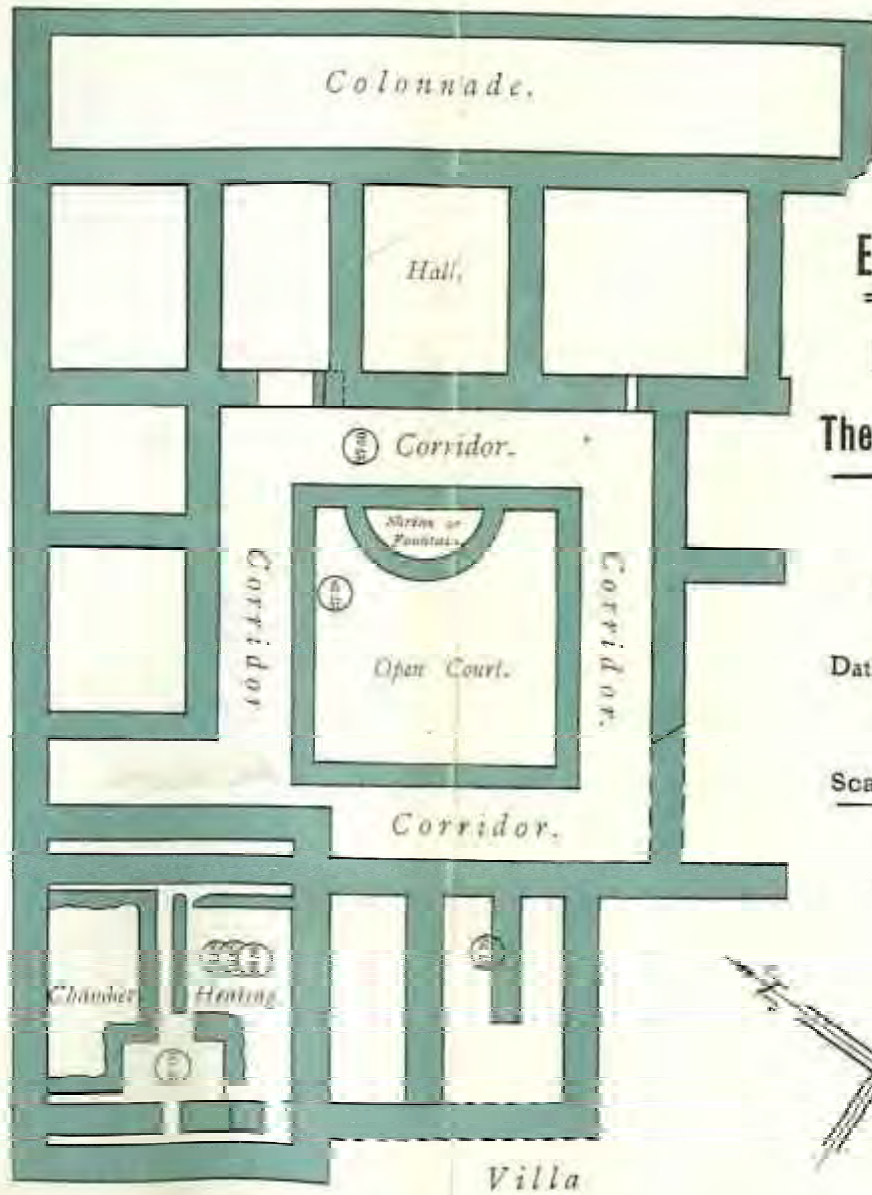 Colonnade.
Hall.
E
The
Corridor.
Shrine or
Fountain.
Corridor
Corridor.
Open Court.
Dat
Sca
Corridor.
Chamber.
Heating
Villa